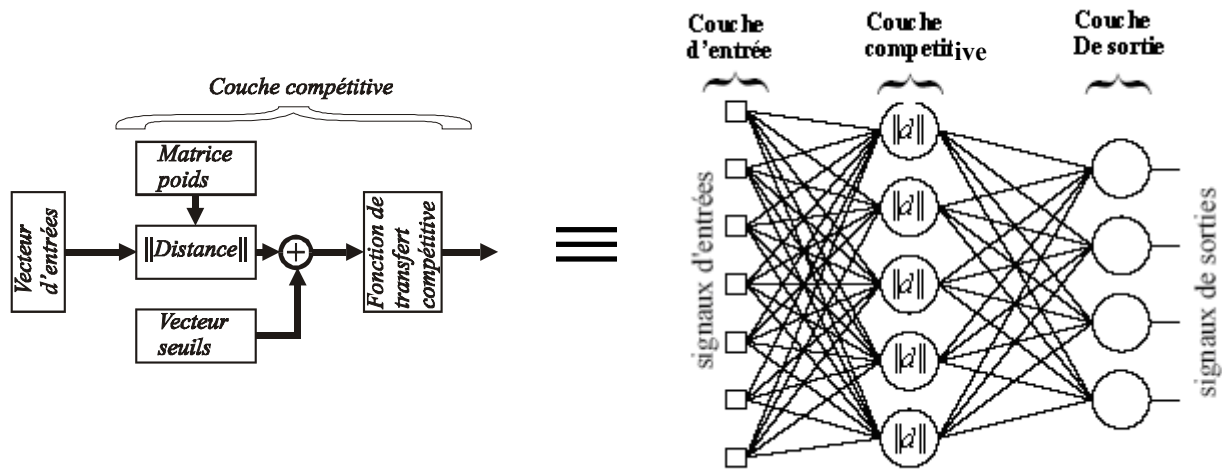 Couche compétitive
Matrice
poids
Vecteur
d'entrées
||Distance||
+
Fonction de
transfert
compétitive
Vecteur
seuils
Couche
d'entrée
Couche
competitive
Couche
De sortie
signaux d'entrées
||d||
||d||
||d||
||d||
||d||
signaux de sorties